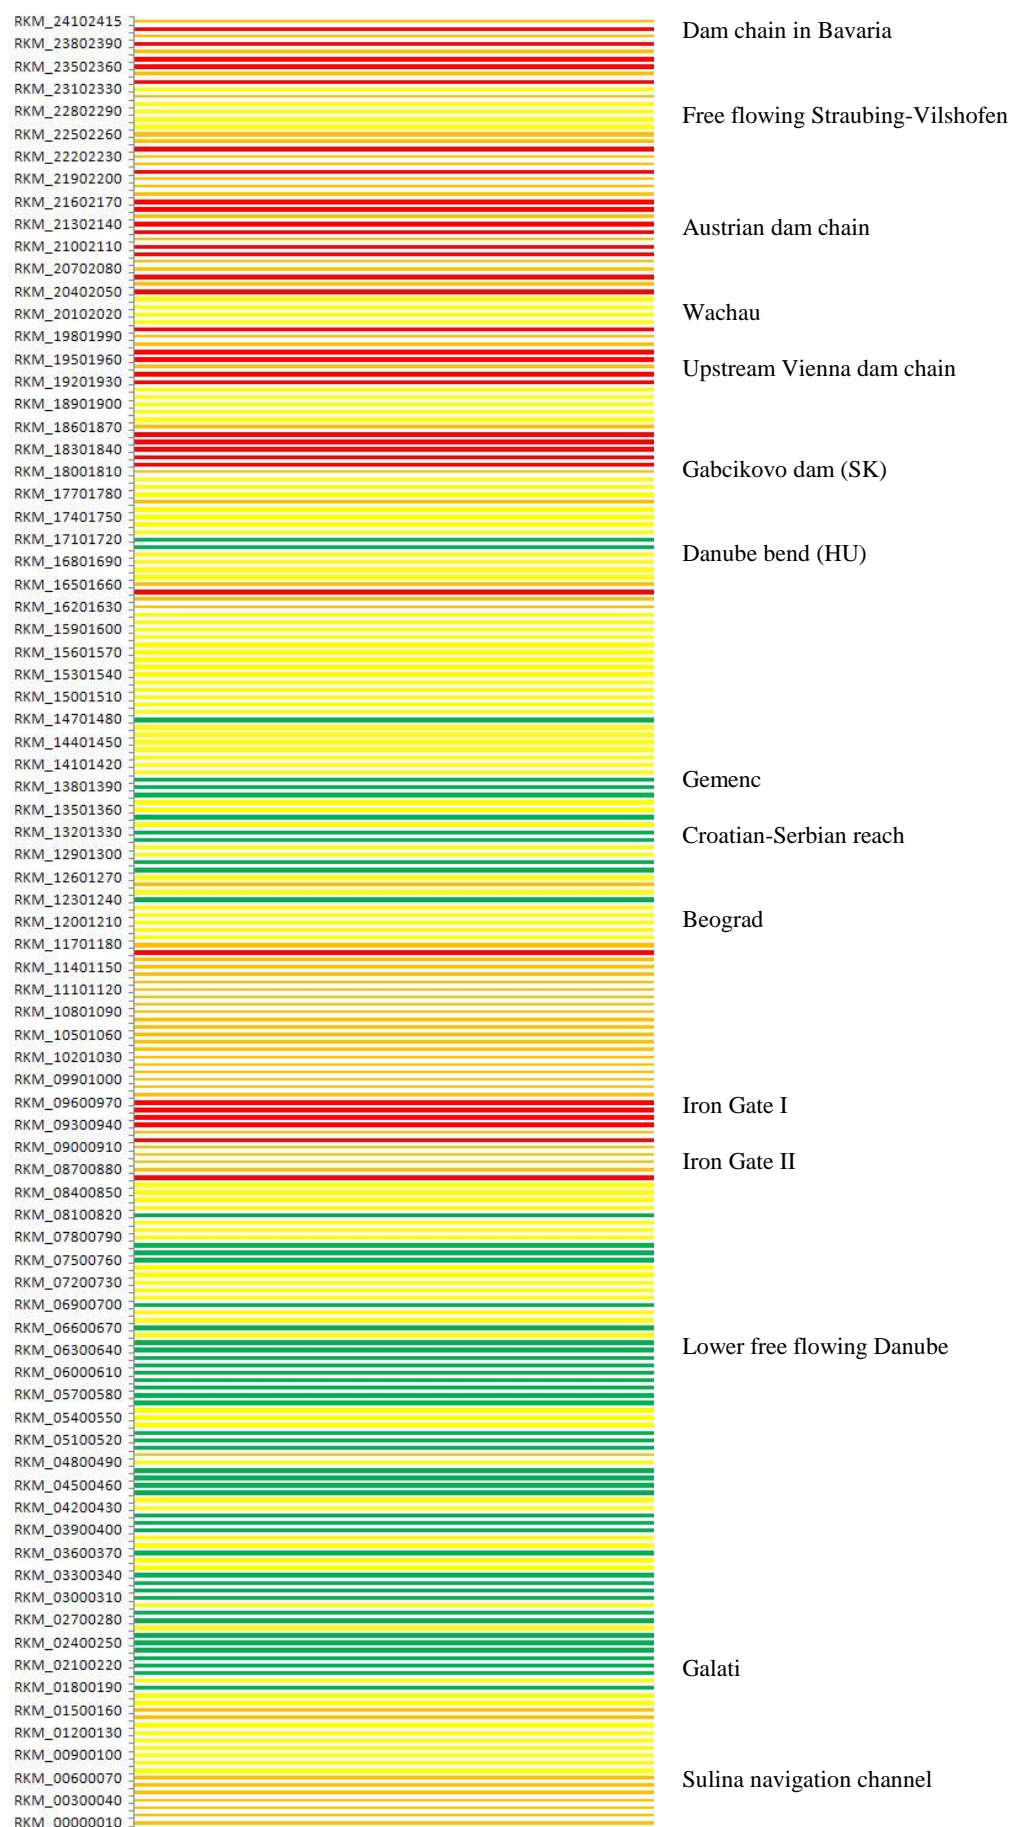 RKM_24102415
Dam chain in Bavaria
RKM_23802390
RKM_23502360
RKM_23102330
Free flowing Straubing-Vilshofen
RKM_22802290
RKM_22502260
RKM_22202230
RKM_21902200
RKM_21602170
RKM_21302140
Austrian dam chain
RKM_21002110
RKM_20702080
RKM_20402050
RKM_20102020
Wachau
RKM_19801990
RKM_19501960
Upstream Vienna dam chain
RKM_19201930
RKM_18901900
RKM_18601870
RKM_18301840
RKM_18001810
Gabcikovo dam (SK)
RKM_17701780
RKM_17401750
RKM_17101720
Danube bend (HU)
RKM_16801690
RKM_16501660
RKM_16201630
RKM_15901600
RKM_15601570
RKM_15301540
RKM_15001510
RKM_14701480
RKM_14401450
RKM_14101420
Gemenc
RKM_13801390
RKM_13501360
RKM_13201330
Croatian-Serbian reach
RKM_12901300
RKM_12601270
RKM_12301240
Beograd
RKM_12001210
RKM_11701180
RKM_11401150
RKM_11101120
RKM_10801090
RKM_10501060
RKM_10201030
RKM_09901000
RKM_09600970
Iron Gate I
RKM_09300940
RKM_09000910
Iron Gate II
RKM_08700880
RKM_08400850
RKM_08100820
RKM_07800790
RKM_07500760
RKM_07200730
RKM_06900700
RKM_06600670
Lower free flowing Danube
RKM_06300640
RKM_06000610
RKM_05700580
RKM_05400550
RKM_05100520
RKM_04800490
RKM_04500460
RKM_04200430
RKM_03900400
RKM_03600370
RKM_03300340
RKM_03000310
RKM_02700280
RKM_02400250
RKM_02100220
Galati
RKM_01800190
RKM_01500160
RKM_01200130
RKM_00900100
RKM_00600070
Sulina navigation channel
RKM_00300040
RKM_00000010